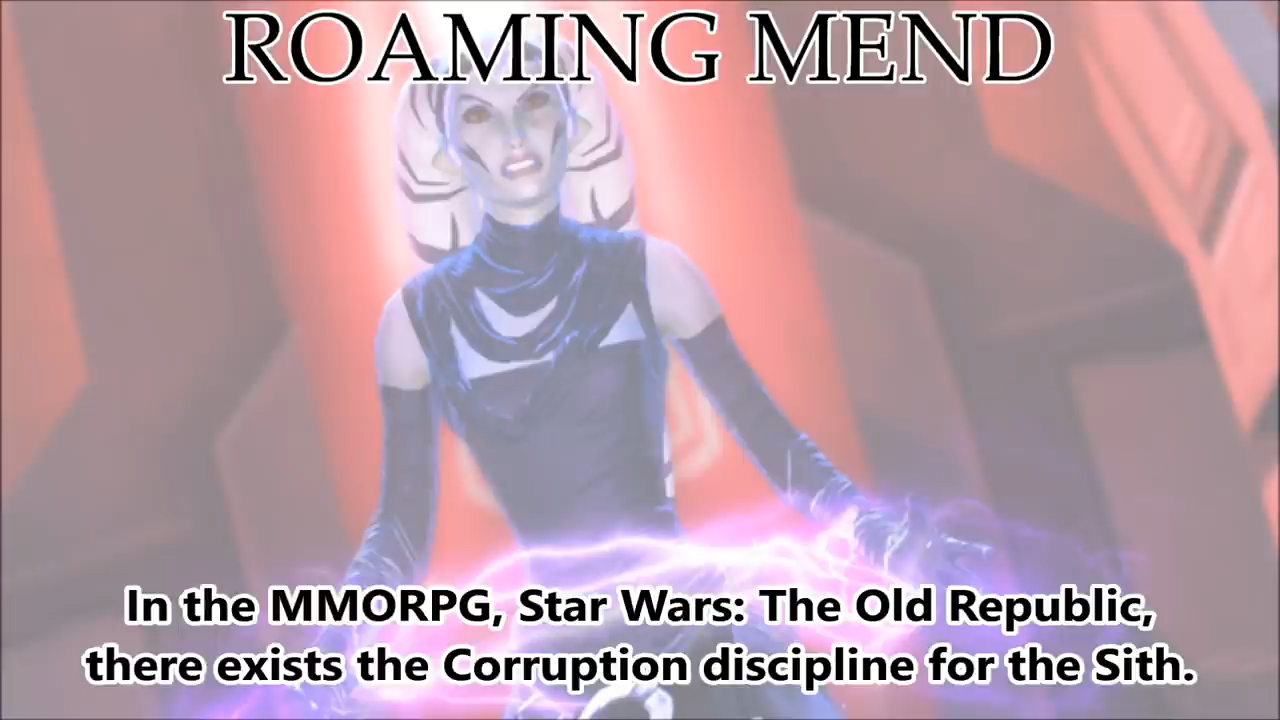 ROAMING MEND
In the MMORPG, Star Wars: The Old Republic,
there exists the Corruption discipline for the Sith.